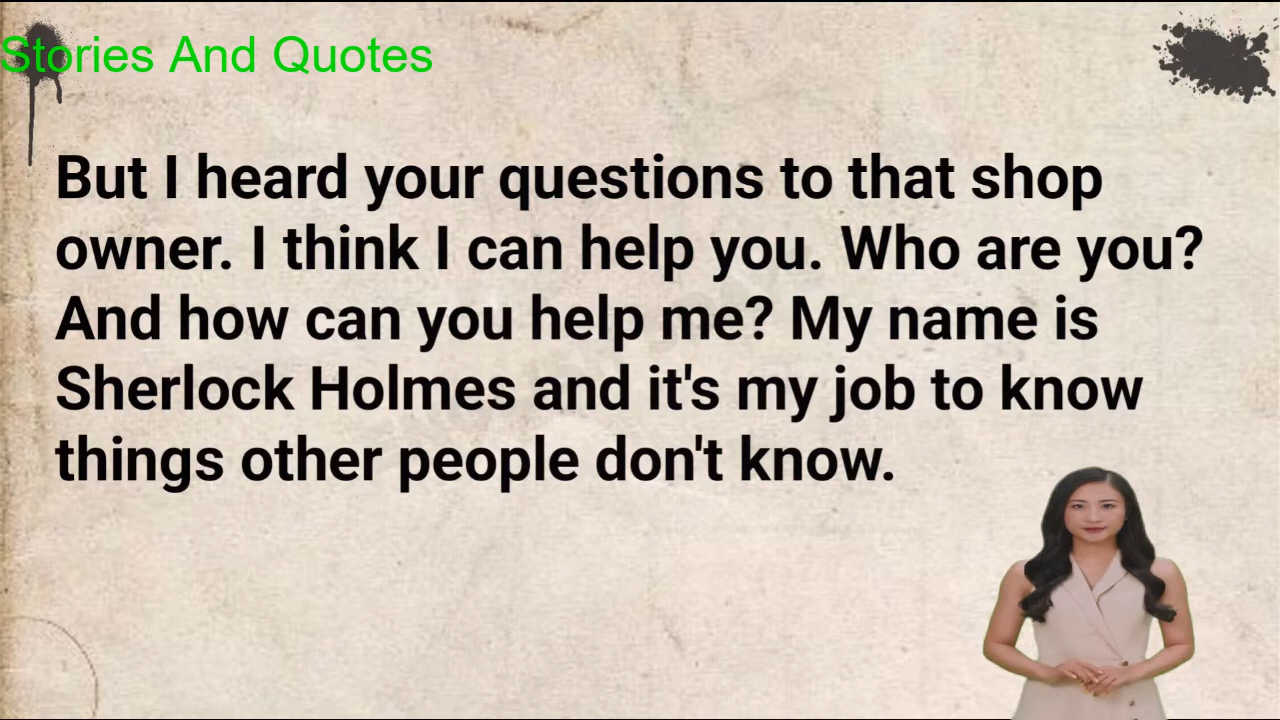 Stories And Quotes
But I heard your questions to that shop
owner. I think I can help you. Who are you?
And how can you help me? My name is
Sherlock Holmes and it's my job to know
things other people don't know.